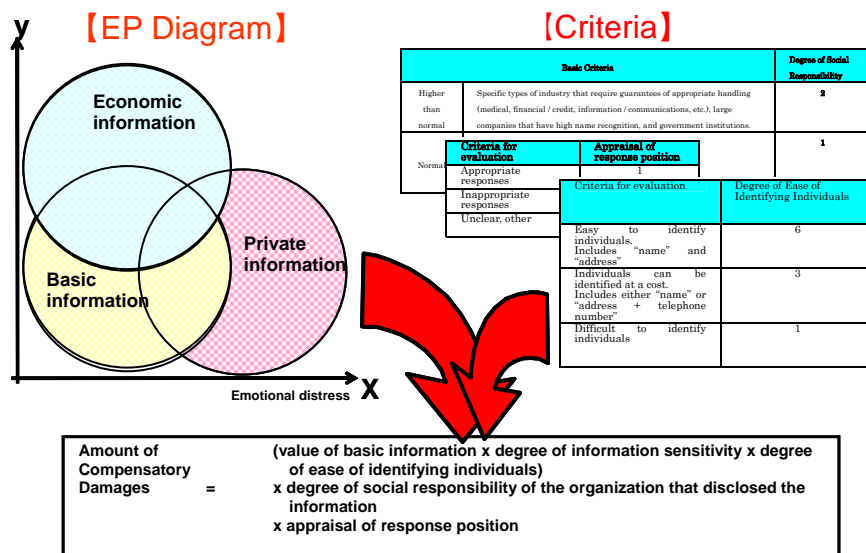 y
【EP Diagram】
Economic
information
Private
information
Basic
information
Emotional distress
X
【Criteria】
Basic Criteria
Degree of Social
Responsibility
Higher
than
normal
Specific types of industry that require guarantees of appropriate handling
(medical, financial / credit, information / communications, etc.), large
companies that have high name recognition, and government institutions.
2
Normal
1
Criteria for
evaluation
Appraisal of
response position
Appropriate
responses
1
Inappropriate
responses
Unclear, other
Criteria for evaluation
Degree of Ease of
Identifying Individuals
Easy to identify
individuals.
Includes “name” and
“address”
6
Individuals can be
identified at a cost.
Includes either “name” or
“address + telephone
number”
3
Difficult to identify
individuals
1
Amount of
Compensatory
Damages =
(value of basic information x degree of information sensitivity x degree
of ease of identifying individuals)
x degree of social responsibility of the organization that disclosed the
information
x appraisal of response position